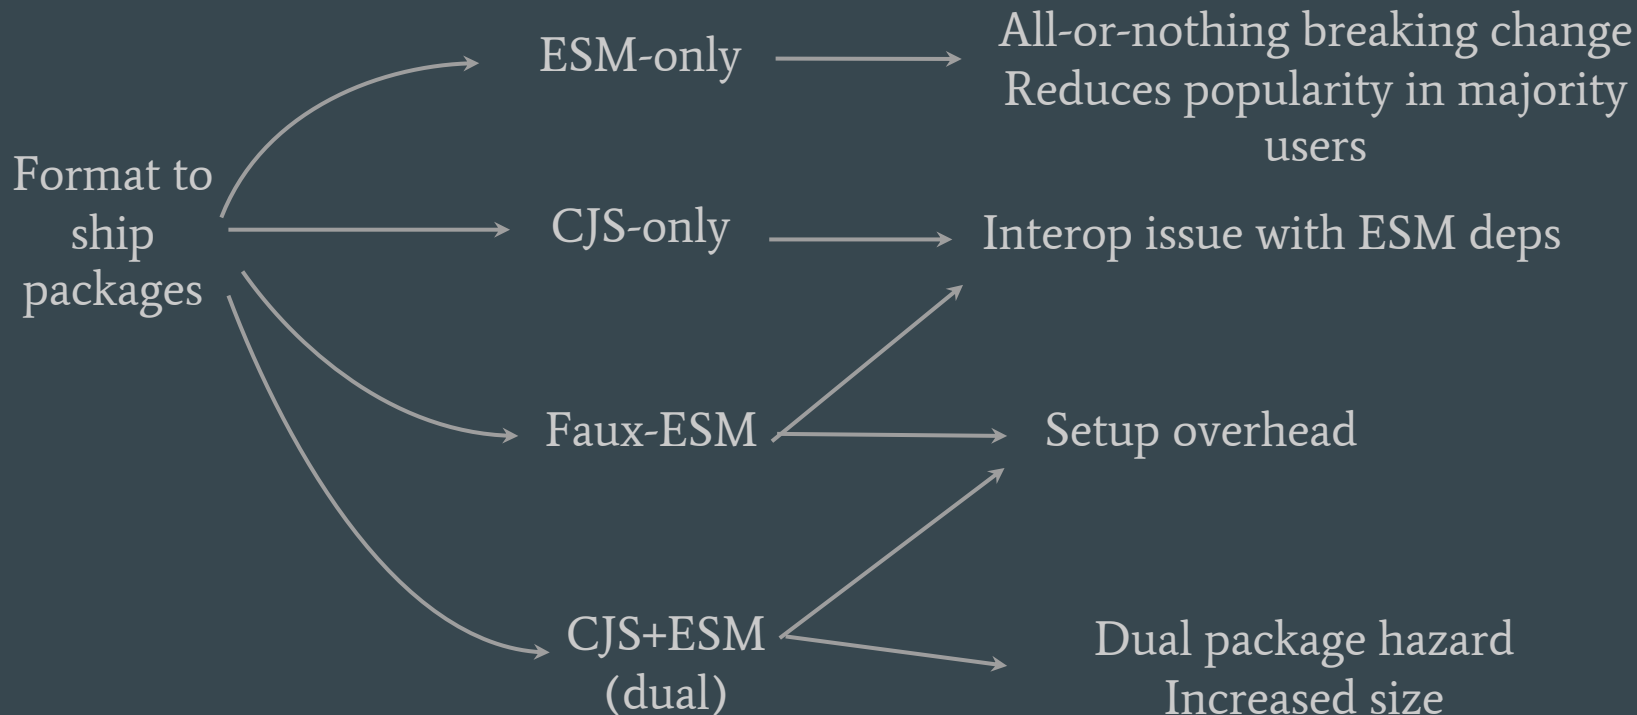 Format to
ship
packages
ESM-only
All-or-nothing breaking change
Reduces popularity in majority
users
CJS-only
Interop issue with ESM deps
Faux-ESM
Setup overhead
CJS+ESM
(dual)
Dual package hazard
Increased size